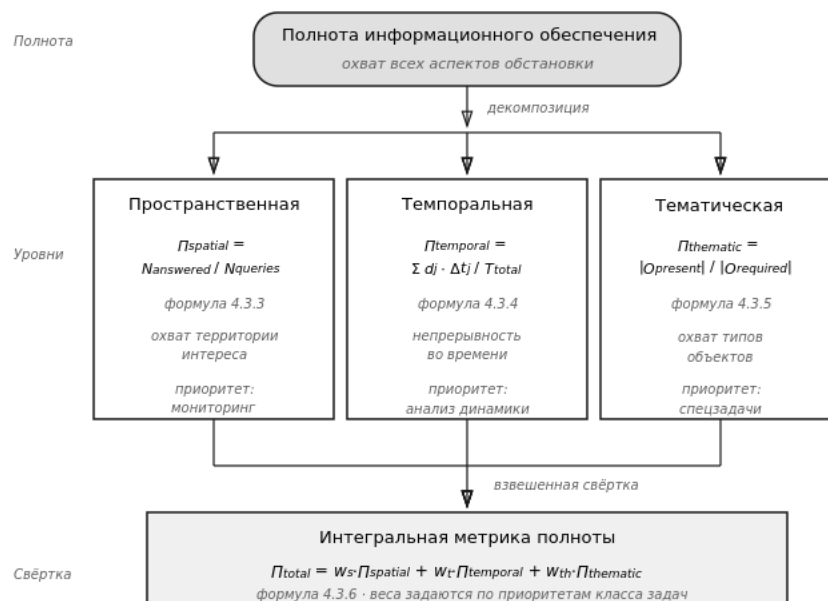 Полнота
Полнота информационного обеспечения
охват всех аспектов обстановки
декомпозиция
Уровни
Пространственная
Πspatial =
Nanswered / Nqueries
формула 4.3.3
охват территории
интереса
приоритет:
мониторинг
Темпоральная
Πtemporal =
Σ dj · Δtj / Ttotal
формула 4.3.4
непрерывность
во времени
приоритет:
анализ динамики
Тематическая
Πthematic =
|Opresent| / |Orequired|
формула 4.3.5
охват типов
объектов
приоритет:
спецзадачи
взвешенная свёртка
Свёртка
Интегральная метрика полноты
Πtotal = ws·Πspatial + wt·Πtemporal + wth·Πthematic
формула 4.3.6 · веса задаются по приоритетам класса задач